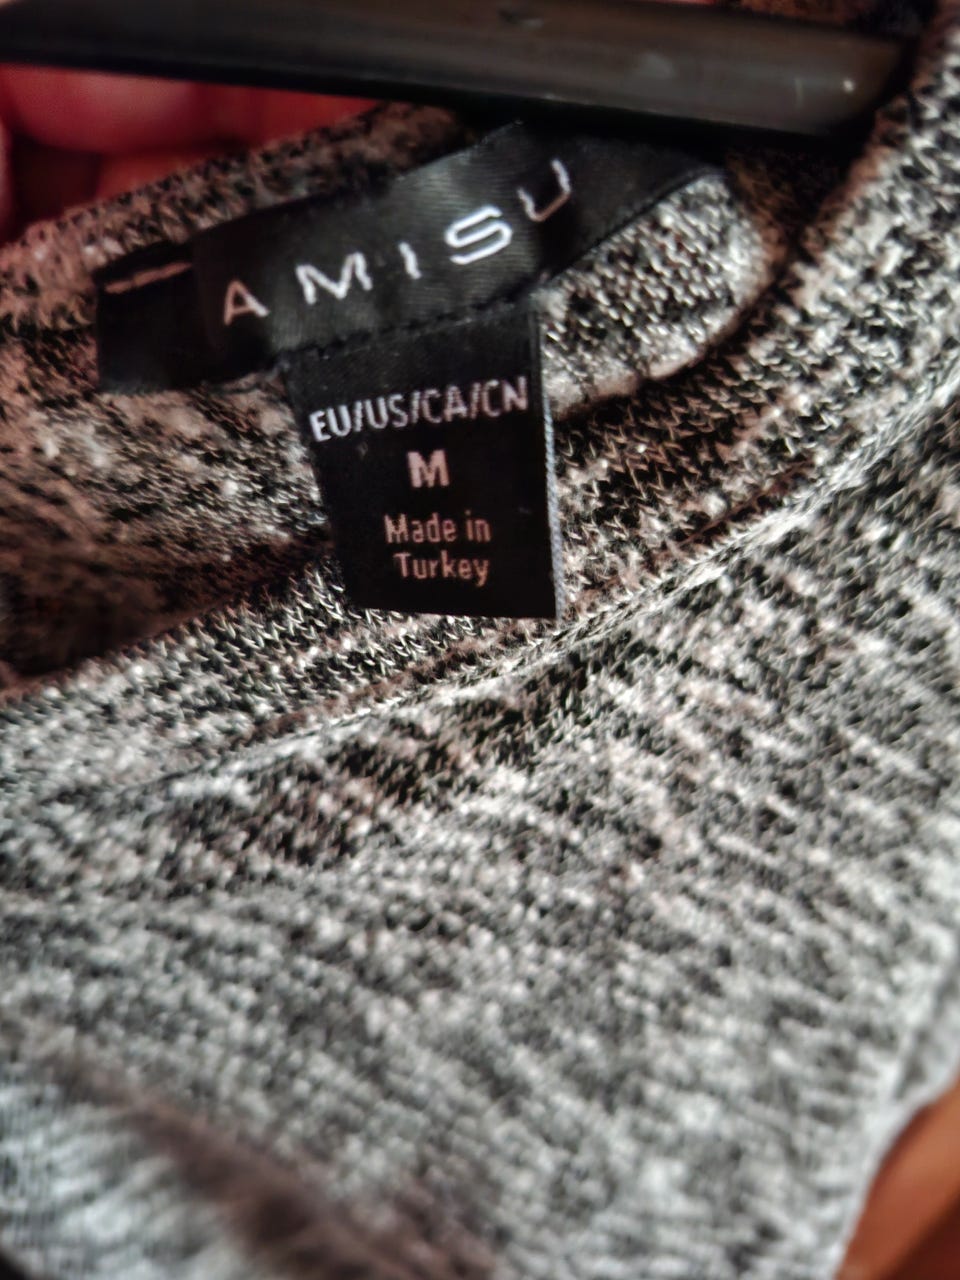 AMISU
EU/US/CA/CN
M
Made in
Turkey